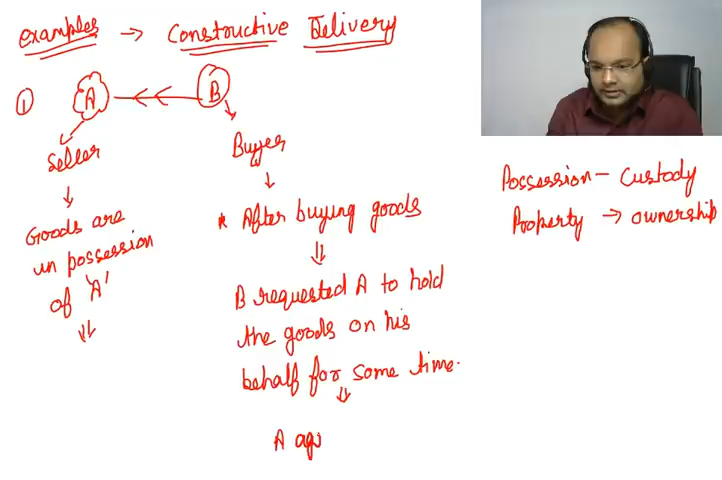 examples → Constructive Delivery
① A B
Seller
Goods are
in possession
of 'A'
Buyer
* After buying goods
B requested A to hold
the goods on his
behalf for some time.
A ag
Possession - Custody
Property → ownership